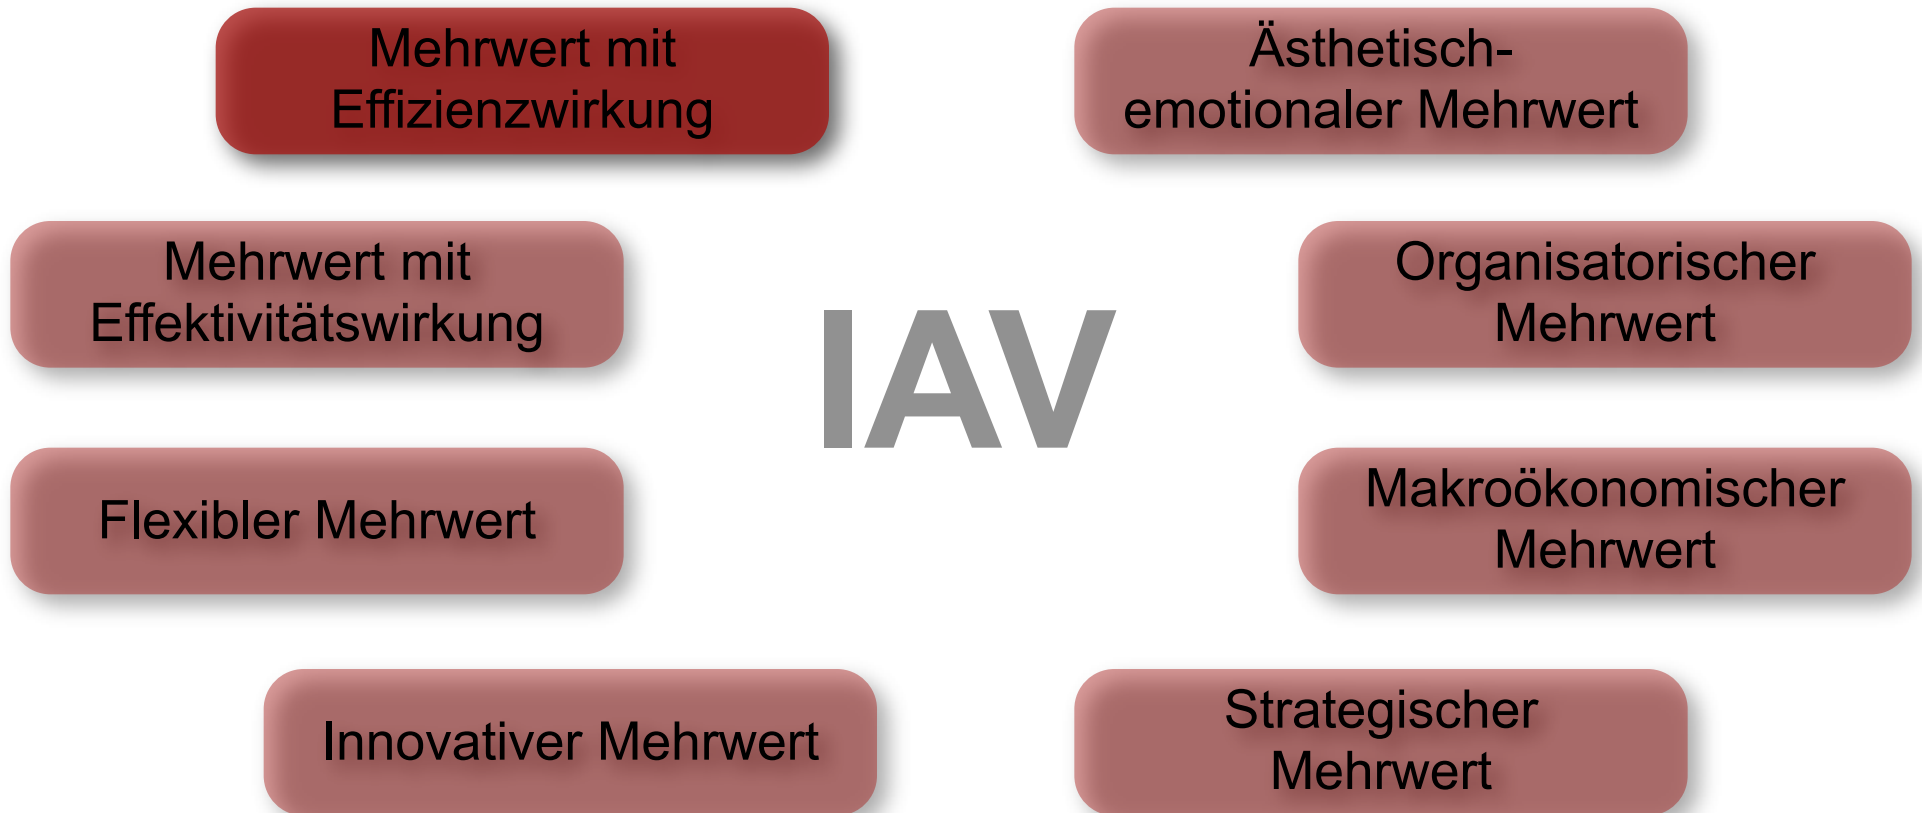 Mehrwert mit
Effizienzwirkung
Ästhetisch-
emotionaler Mehrwert
Mehrwert mit
Effektivitätswirkung
Organisatorischer
Mehrwert
IAV
Flexibler Mehrwert
Makroökonomischer
Mehrwert
Innovativer Mehrwert
Strategischer
Mehrwert